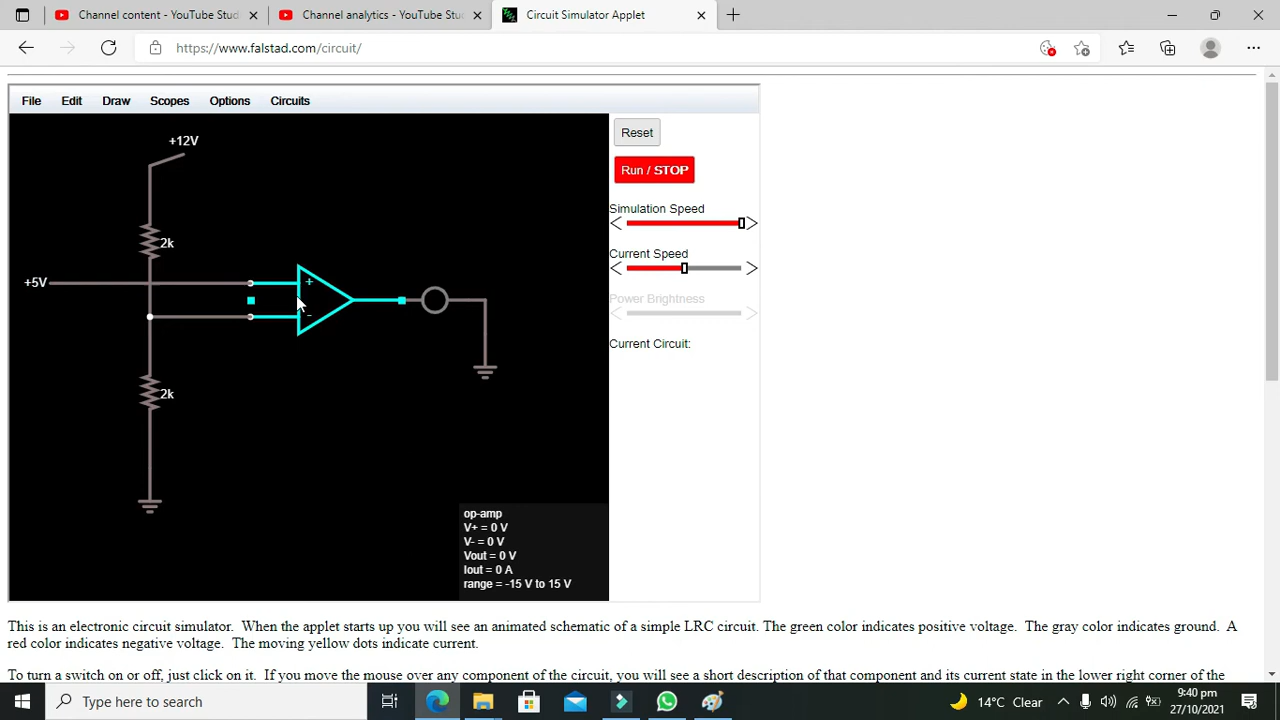 Channel content - YouTube Stud
Channel analytics - YouTube Stu
Circuit Simulator Applet
https://www.falstad.com/circuit/
File Edit Draw Scopes Options Circuits
Reset
Run / STOP
Simulation Speed
Current Speed
Power Brightness
Current Circuit:
+12V
2k
+5V
+
-
2k
op-amp
V+ = 0 V
V- = 0 V
Vout = 0 V
Iout = 0 A
range = -15 V to 15 V
This is an electronic circuit simulator. When the applet starts up you will see an animated schematic of a simple LRC circuit. The green color indicates positive voltage. The gray color indicates ground. A
red color indicates negative voltage. The moving yellow dots indicate current.
To turn a switch on or off, just click on it. If you move the mouse over any component of the circuit, you will see a short description of that component and its current state in the lower right corner of the
Type here to search
14°C Clear
9:40 pm
27/10/2021